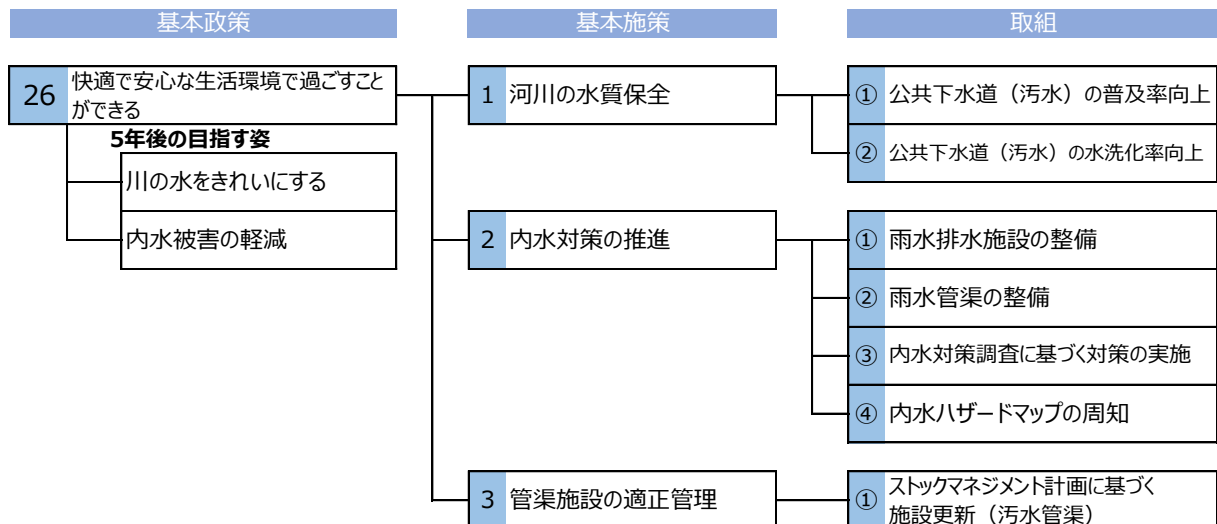 基本政策
基本施策
取組
26
快適で安心な生活環境で過ごすこと
ができる
5年後の目指す姿
川の水をきれいにする
内水被害の軽減
1 河川の水質保全
① 公共下水道（汚水）の普及率向上
② 公共下水道（汚水）の水洗化率向上
2 内水対策の推進
① 雨水排水施設の整備
② 雨水管渠の整備
③ 内水対策調査に基づく対策の実施
④ 内水ハザードマップの周知
3 管渠施設の適正管理
① ストックマネジメント計画に基づく
施設更新（汚水管渠）